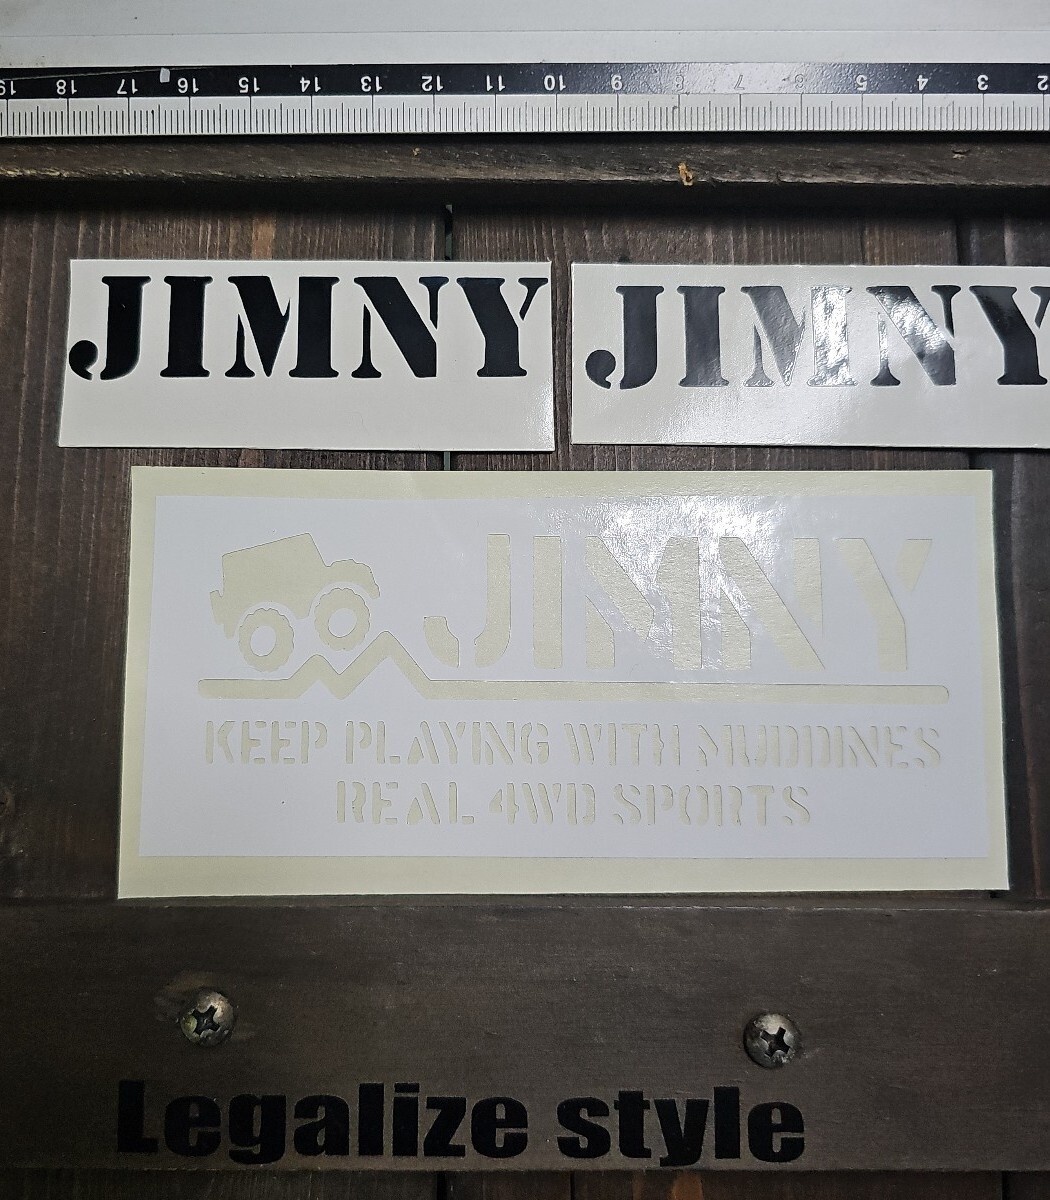 19 18 17 16 15 14 13 12 11 10 9 8 7 6 5 4 3 2
JIMNY JIMNY
JIMNY
KEEP PLAYING WITH MUDDINES
REAL 4WD SPORTS
Legalize style